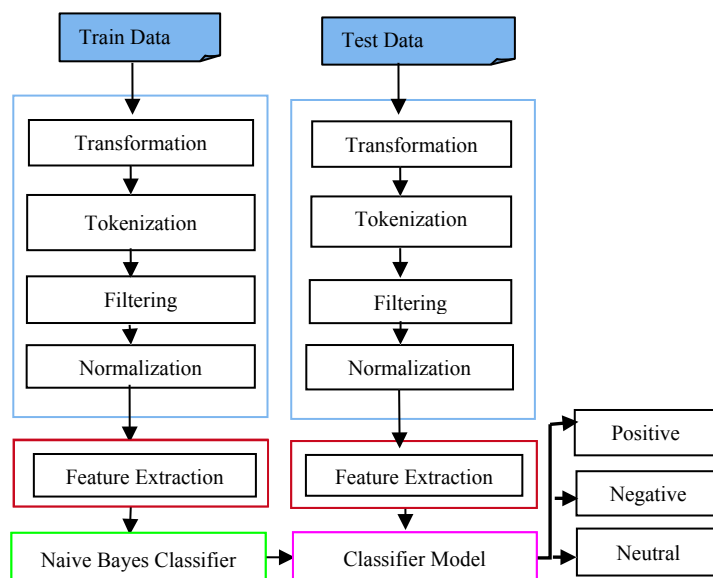 Train Data
Transformation
Tokenization
Filtering
Normalization
Feature Extraction
Naive Bayes Classifier
Test Data
Transformation
Tokenization
Filtering
Normalization
Feature Extraction
Classifier Model
Positive
Negative
Neutral